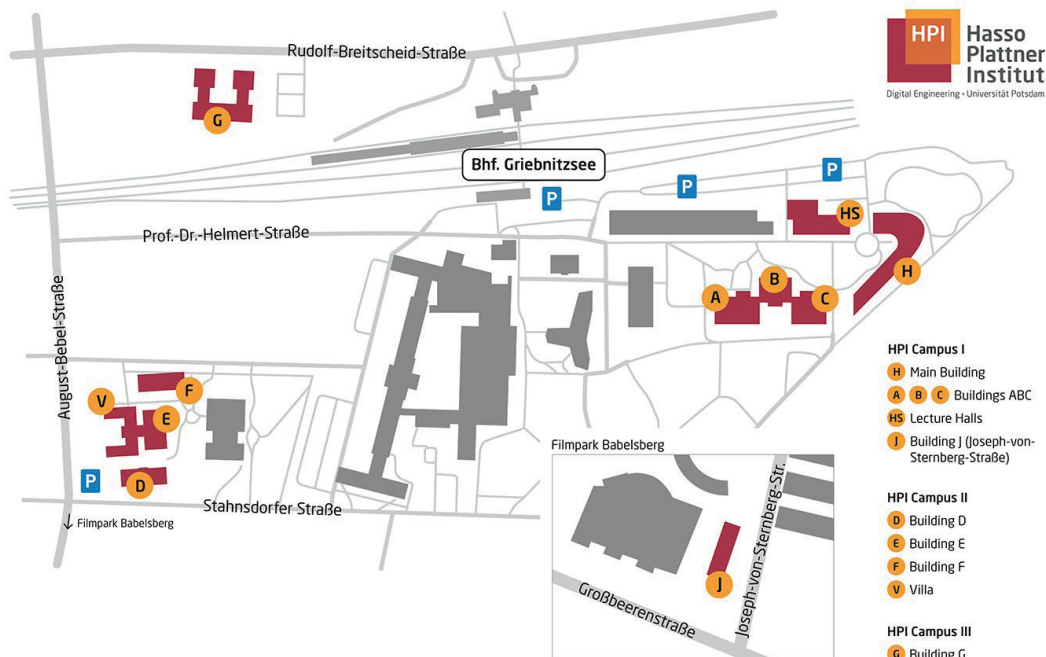 HPI
Hasso
Plattner
Institut
Digital Engineering • Universität Potsdam
Rudolf-Breitscheid-Straße
G
Bhf. Griebnitzsee
P
P
P
HS
Prof.-Dr.-Helmert-Straße
H
A
B
C
August-Bebel-Straße
F
V
E
P
D
Stahnsdorfer Straße
↓ Filmpark Babelsberg
Filmpark Babelsberg
J
Joseph-von-Sternberg-Str.
Großbeerenstraße
HPI Campus I
H Main Building
A B C Buildings ABC
HS Lecture Halls
J Building J (Joseph-von-
Sternberg-Straße)
HPI Campus II
D Building D
E Building E
F Building F
V Villa
HPI Campus III
G Building G